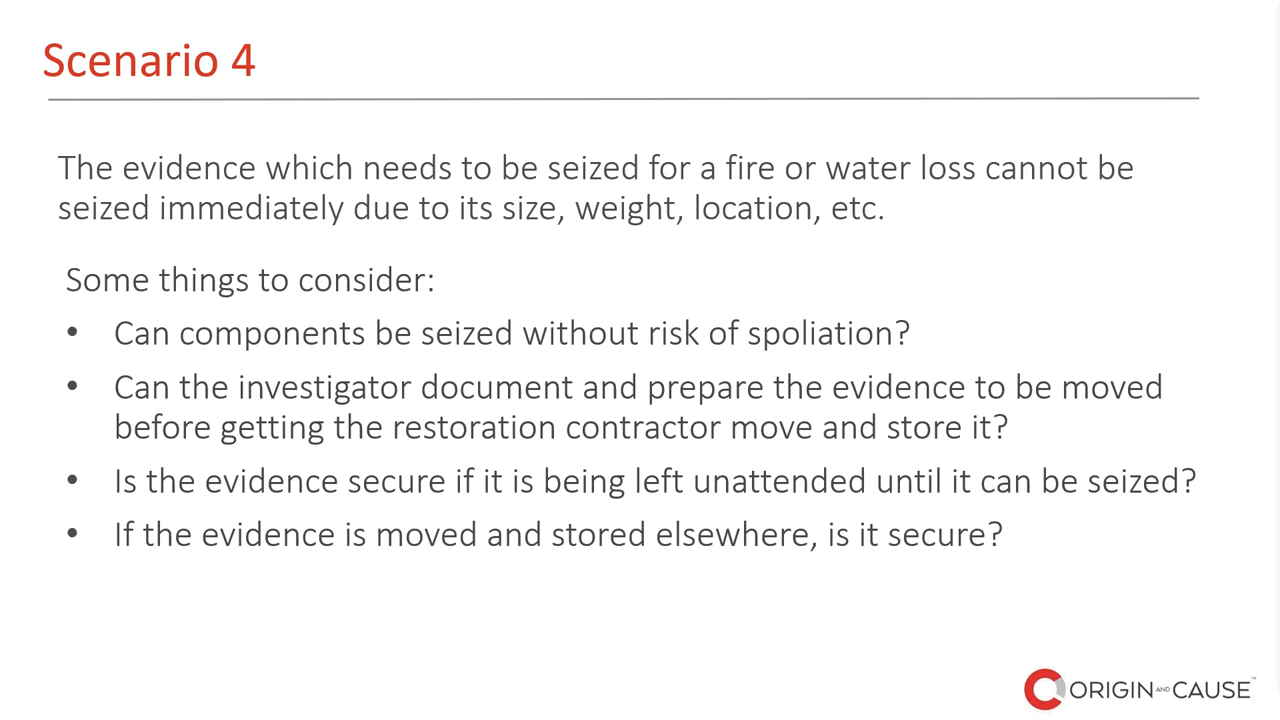 Scenario 4
The evidence which needs to be seized for a fire or water loss cannot be
seized immediately due to its size, weight, location, etc.
Some things to consider:
• Can components be seized without risk of spoliation?
• Can the investigator document and prepare the evidence to be moved
before getting the restoration contractor move and store it?
• Is the evidence secure if it is being left unattended until it can be seized?
• If the evidence is moved and stored elsewhere, is it secure?
ORIGIN AND CAUSE™